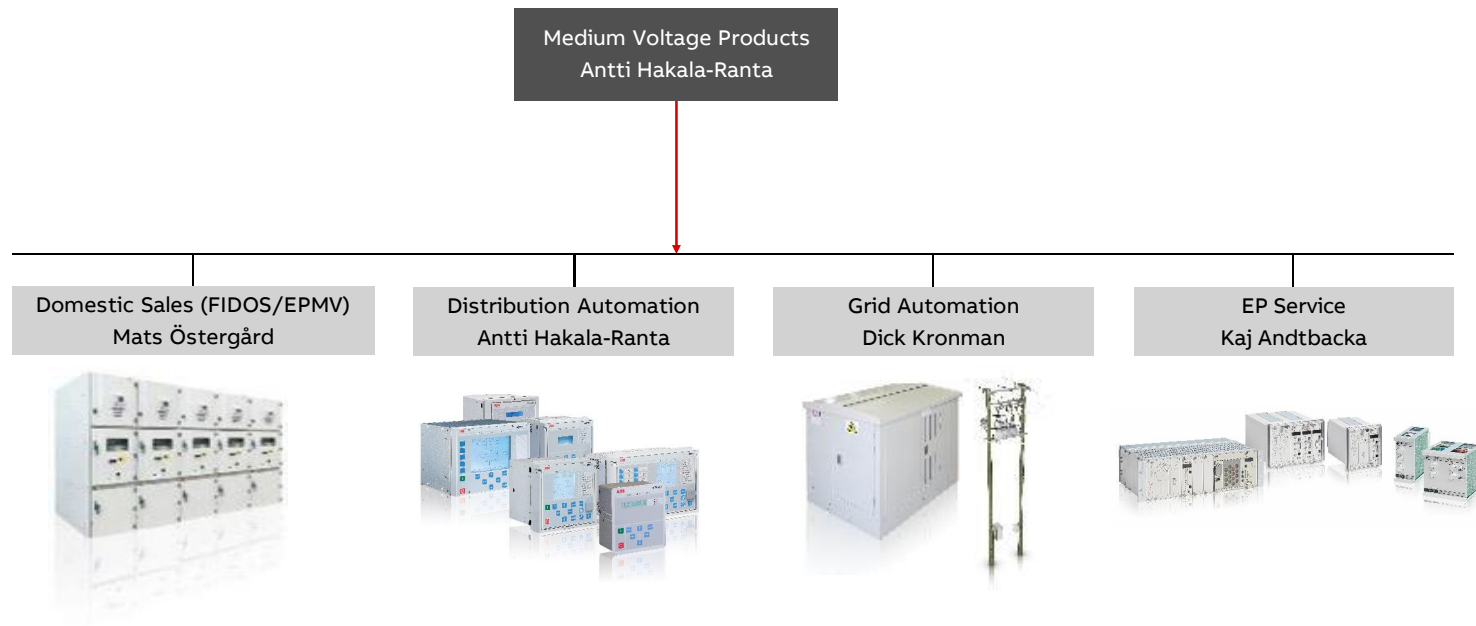 Medium Voltage Products
Antti Hakala-Ranta
Domestic Sales (FIDOS/EPMV)
Mats Östergård
Distribution Automation
Antti Hakala-Ranta
Grid Automation
Dick Kronman
EP Service
Kaj Andtbacka